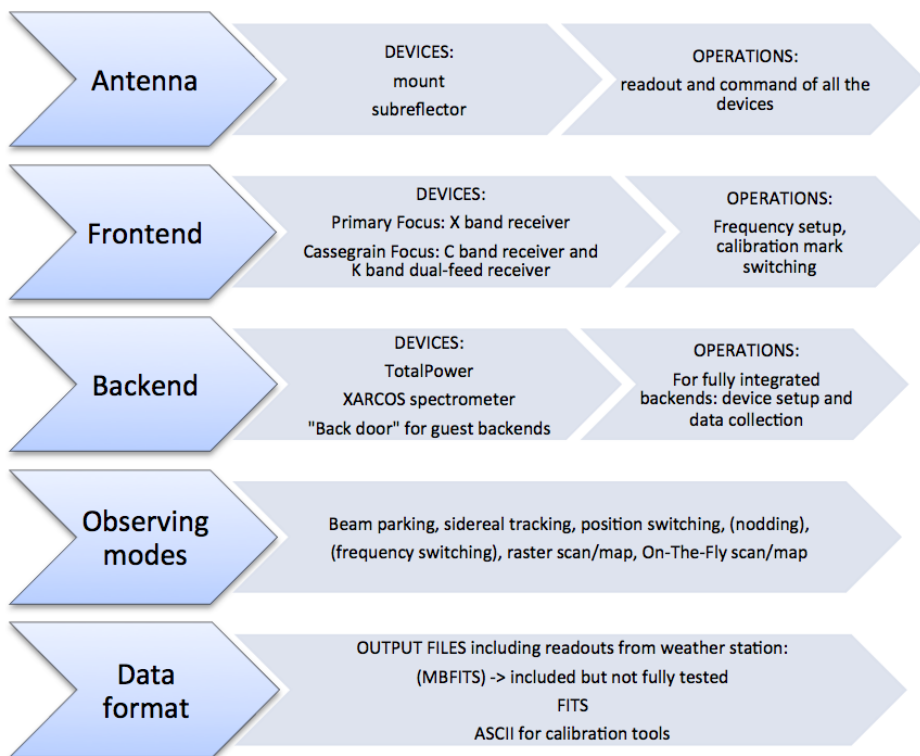 Antenna
DEVICES:
mount
subreflector
OPERATIONS:
readout and command of all the
devices
Frontend
DEVICES:
Primary Focus: X band receiver
Cassegrain Focus: C band receiver and
K band dual-feed receiver
OPERATIONS:
Frequency setup,
calibration mark
switching
Backend
DEVICES:
TotalPower
XARCOS spectrometer
"Back door" for guest backends
OPERATIONS:
For fully integrated
backends: device setup and
data collection
Observing
modes
Beam parking, sidereal tracking, position switching, (nodding),
(frequency switching), raster scan/map, On-The-Fly scan/map
Data
format
OUTPUT FILES including readouts from weather station:
(MBFITS) -> included but not fully tested
FITS
ASCII for calibration tools